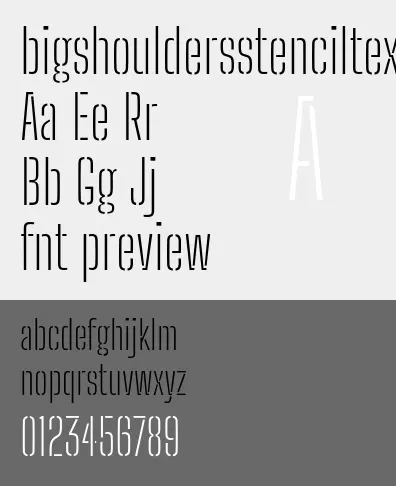 bigshouldersstenciltex
Aa Ee Rr
A
Bb Gg Jj
fnt preview
abcdefghijklm
nopqrstuvwxyz
0123456789